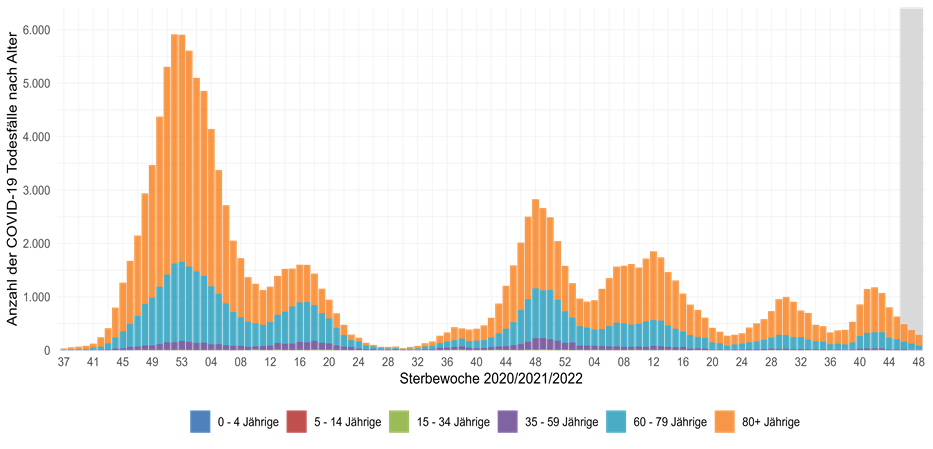 Anzahl der COVID-19 Todesfälle nach Alter
6.000
5.000
4.000
3.000
2.000
1.000
0
37 41 45 49 53 04 08 12 16 20 24 28 32 36 40 44 48 52 04 08 12 16 20 24 28 32 36 40 44 48
Sterbewoche 2020/2021/2022
0 - 4 Jährige 5 - 14 Jährige 15 - 34 Jährige 35 - 59 Jährige 60 - 79 Jährige 80+ Jährige